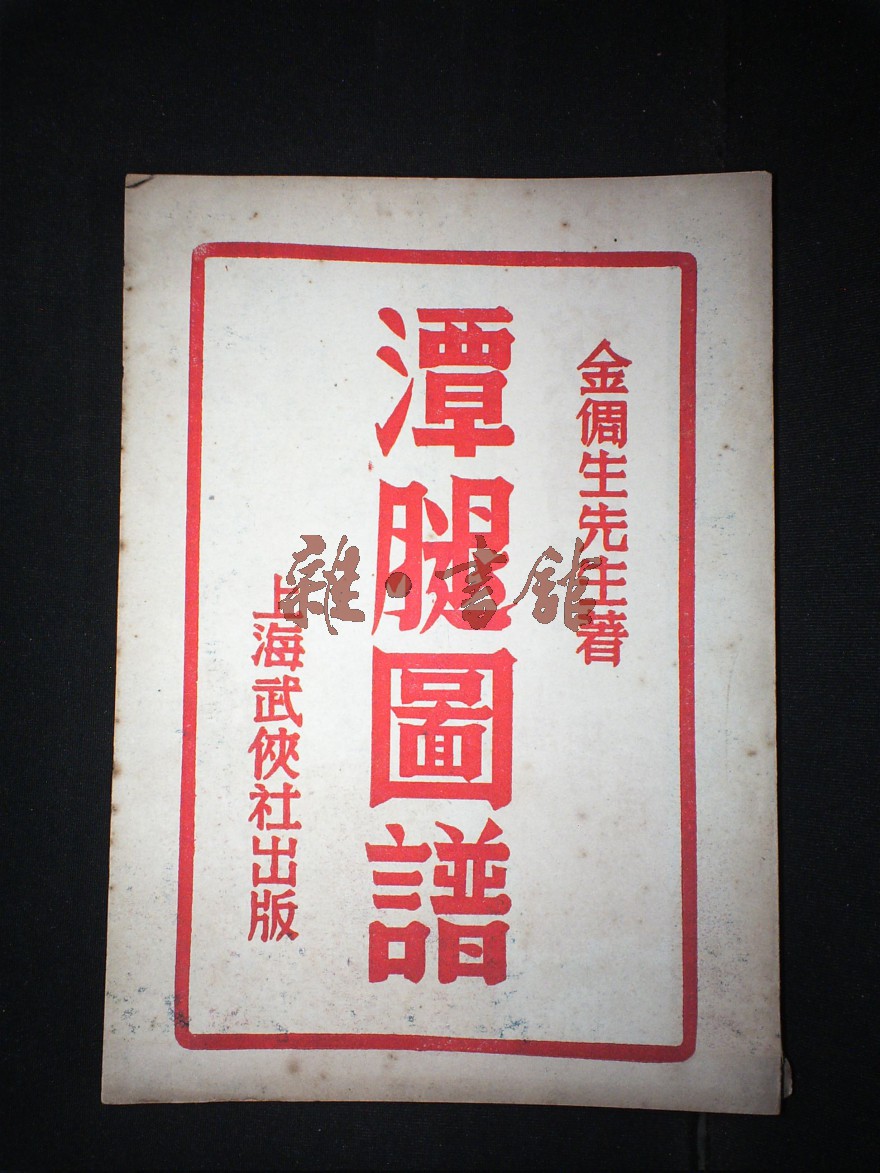 金倜生先生著
潭腿圖譜
上海武俠社出版
雜·書館